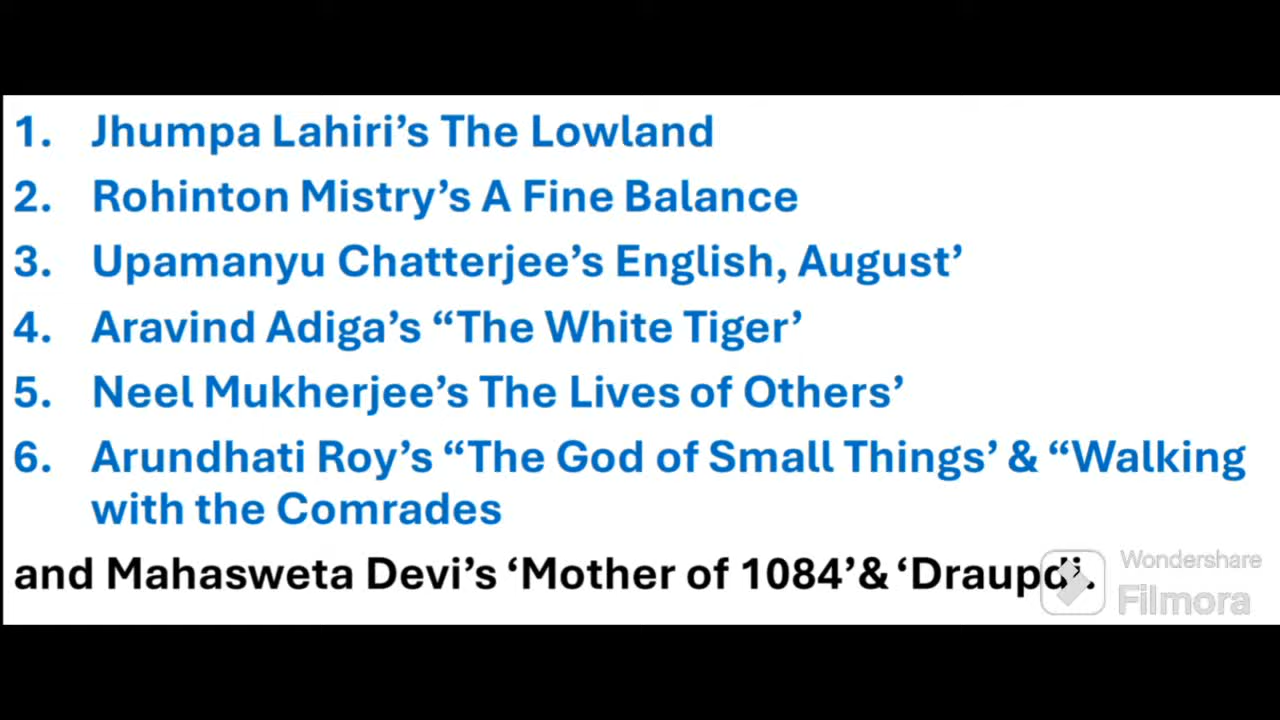 1. Jhumpa Lahiri’s The Lowland
2. Rohinton Mistry’s A Fine Balance
3. Upamanyu Chatterjee’s English, August’
4. Aravind Adiga’s “The White Tiger’
5. Neel Mukherjee’s The Lives of Others’
6. Arundhati Roy’s “The God of Small Things’ & “Walking
with the Comrades
and Mahasweta Devi’s ‘Mother of 1084’& ‘Draupdi.
Wondershare
Filmora